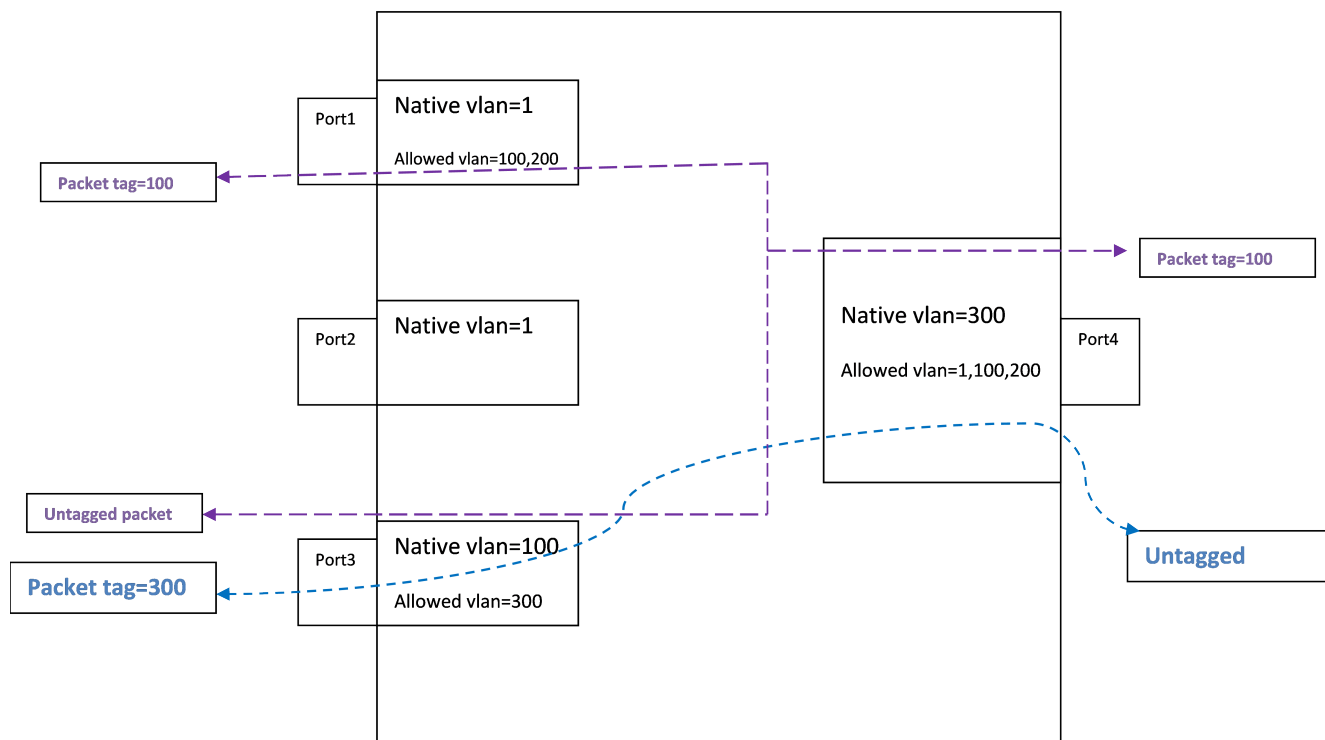 Port1
Native vlan=1
Allowed vlan=100,200
Packet tag=100
Packet tag=100
Port2
Native vlan=1
Native vlan=300
Allowed vlan=1,100,200
Port4
Untagged packet
Port3
Native vlan=100
Allowed vlan=300
Packet tag=300
Untagged